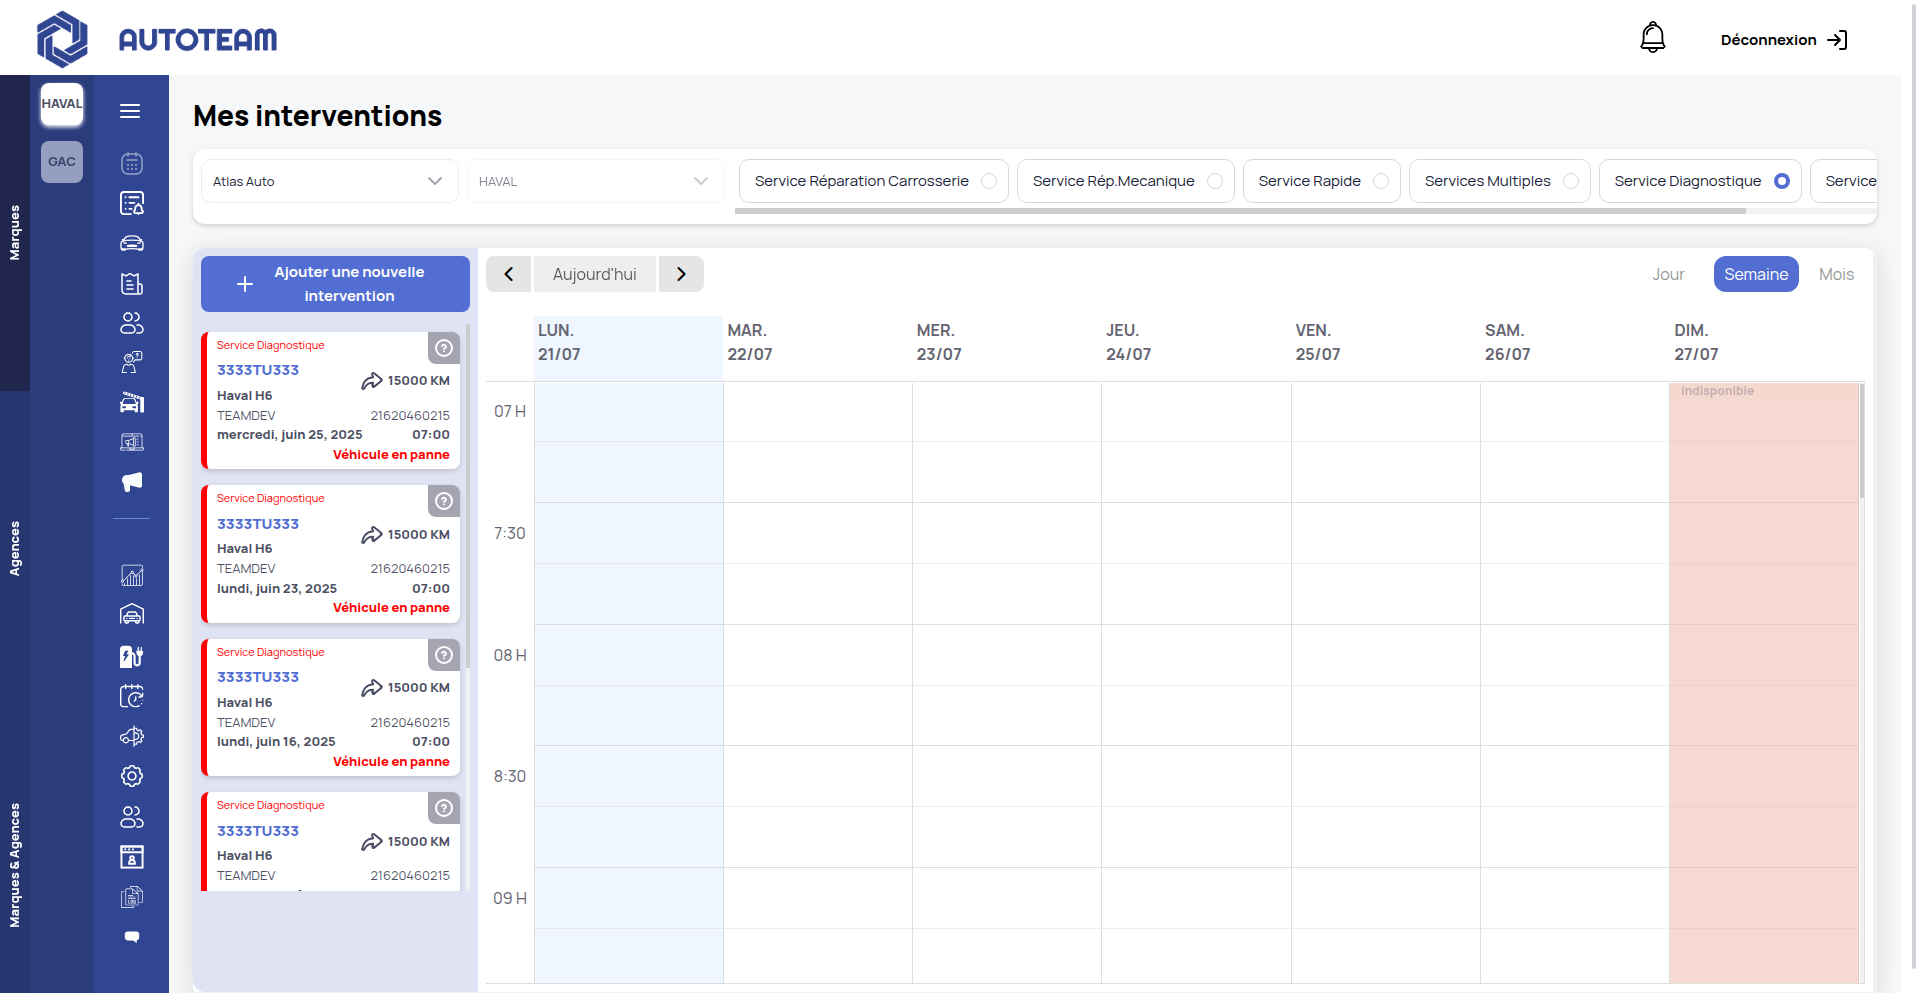 AUTOTEAM
Déconnexion
HAVAL
GAC
Marques
Agences
Marques & Agences
Mes interventions
Atlas Auto
HAVAL
Service Réparation Carrosserie
Service Rép.Mecanique
Service Rapide
Services Multiples
Service Diagnostique
Service
Ajouter une nouvelle
intervention
Service Diagnostique
3333TU333
15000 KM
Haval H6
TEAMDEV 21620460215
mercredi, juin 25, 2025 07:00
Véhicule en panne
Service Diagnostique
3333TU333
15000 KM
Haval H6
TEAMDEV 21620460215
lundi, juin 23, 2025 07:00
Véhicule en panne
Service Diagnostique
3333TU333
15000 KM
Haval H6
TEAMDEV 21620460215
lundi, juin 16, 2025 07:00
Véhicule en panne
Service Diagnostique
3333TU333
15000 KM
Haval H6
TEAMDEV 21620460215
Aujourd'hui
Jour Semaine Mois
LUN. MAR. MER. JEU. VEN. SAM. DIM.
21/07 22/07 23/07 24/07 25/07 26/07 27/07
indisponible
07 H
7:30
08 H
8:30
09 H